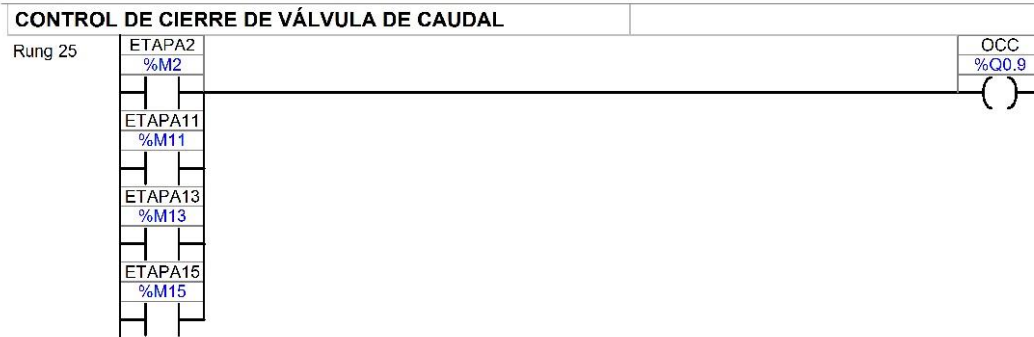 CONTROL DE CIERRE DE VÁLVULA DE CAUDAL
Rung 25
ETAPA2
%M2
OCC
%Q0.9
ETAPA11
%M11
ETAPA13
%M13
ETAPA15
%M15